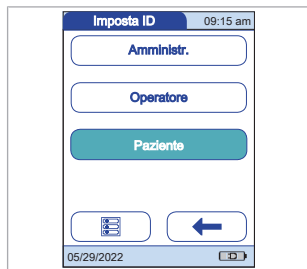 Imposta ID
09:15 am
Amministr.
Operatore
Paziente
05/29/2022